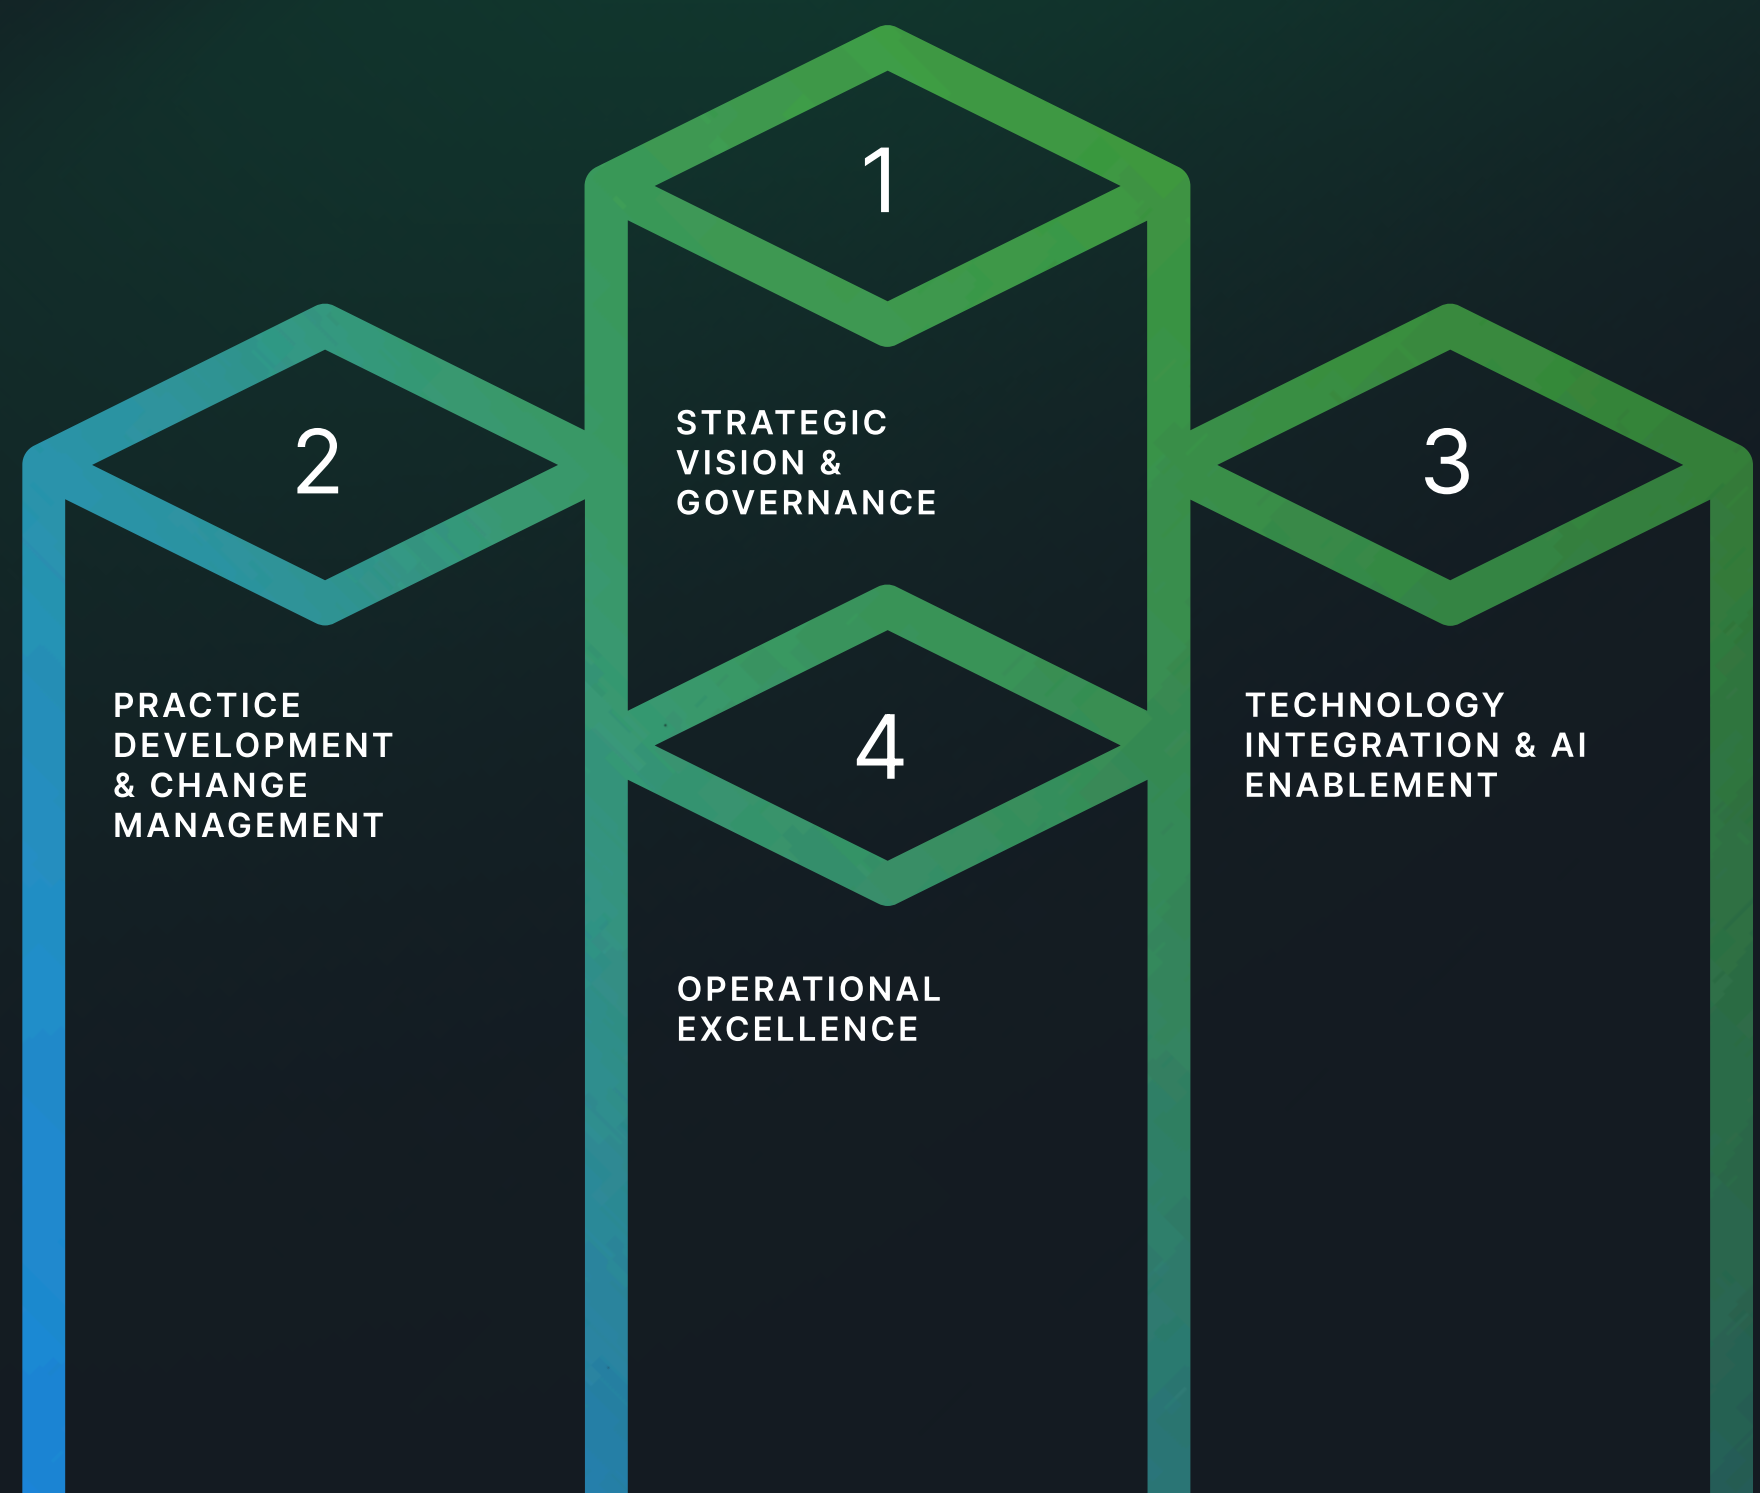 1
STRATEGIC
VISION &
GOVERNANCE
2
PRACTICE
DEVELOPMENT
& CHANGE
MANAGEMENT
3
TECHNOLOGY
INTEGRATION & AI
ENABLEMENT
4
OPERATIONAL
EXCELLENCE